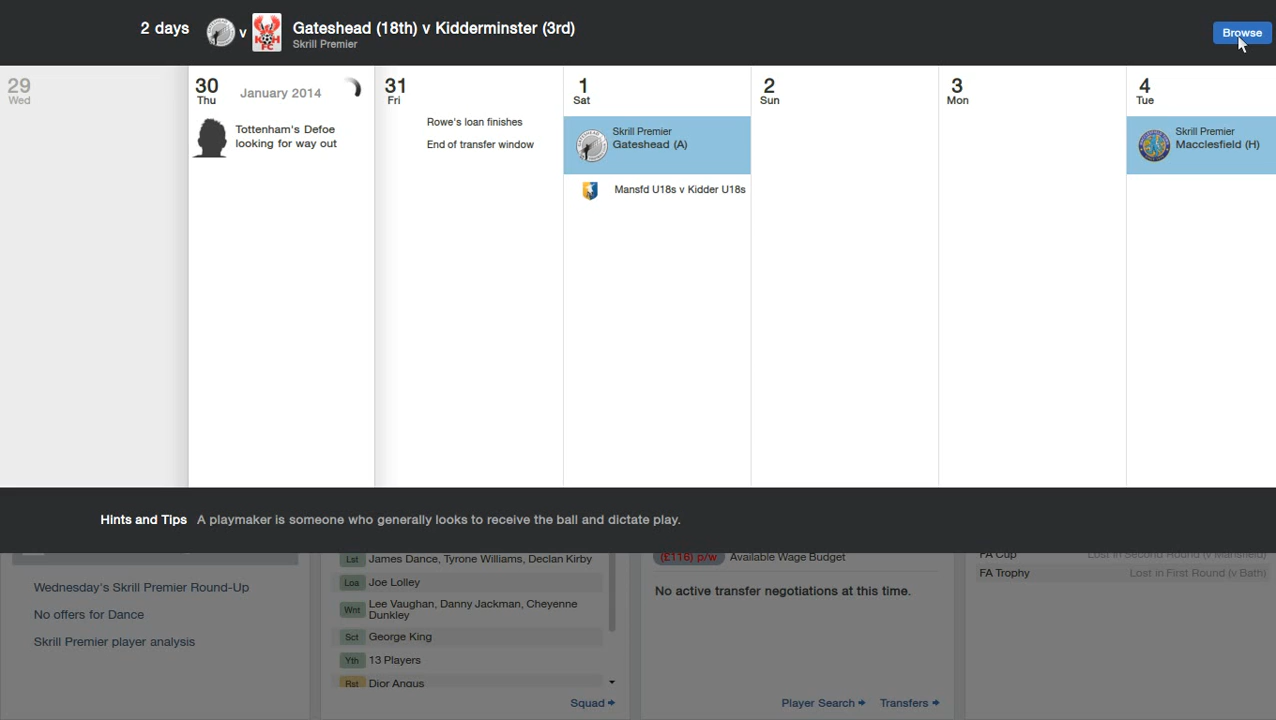 2 days
v
Gateshead (18th) v Kidderminster (3rd)
Skrill Premier
Browse
29
Wed
30
Thu
January 2014
Tottenham's Defoe
looking for way out
31
Fri
Rowe's loan finishes
End of transfer window
1
Sat
Skrill Premier
Gateshead (A)
Mansfd U18s v Kidder U18s
2
Sun
3
Mon
4
Tue
Skrill Premier
Macclesfield (H)
Hints and Tips A playmaker is someone who generally looks to receive the ball and dictate play.
Wednesday's Skrill Premier Round-Up
No offers for Dance
Skrill Premier player analysis
Lst James Dance, Tyrone Williams, Declan Kirby
Loa Joe Lolley
Wnt Lee Vaughan, Danny Jackman, Cheyenne
Dunkley
Sct George King
Yth 13 Players
Rst Dior Angus
Squad
(£116) p/w Available Wage Budget
No active transfer negotiations at this time.
Player Search
Transfers
FA Cup Lost in Second Round (v Mansfield)
FA Trophy Lost in First Round (v Bath)